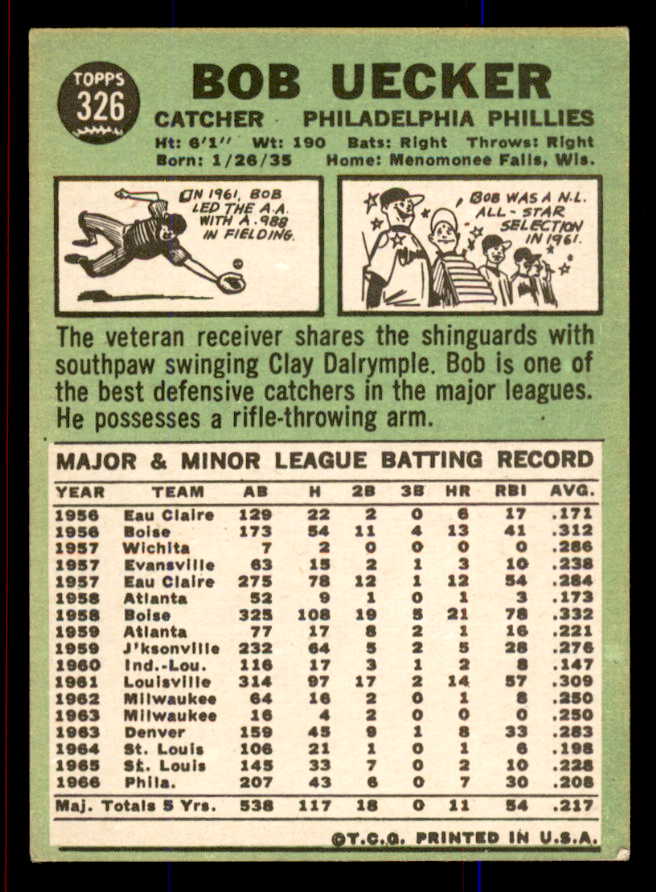 TOPPS
326
BOB UECKER
CATCHER PHILADELPHIA PHILLIES
Ht: 6'1" Wt: 190 Bats: Right Throws: Right
Born: 1/26/35 Home: Menomonee Falls, Wis.
IN 1961, BOB
LED THE A.A.
WITH A .988
IN FIELDING.
BOB WAS A N.L.
ALL-STAR
SELECTION
IN 1961.
The veteran receiver shares the shinguards with
southpaw swinging Clay Dalrymple. Bob is one of
the best defensive catchers in the major leagues.
He possesses a rifle-throwing arm.
MAJOR & MINOR LEAGUE BATTING RECORD
YEAR TEAM AB H 2B 3B HR RBI AVG.
1956 Eau Claire 129 22 2 0 6 17 .171
1956 Boise 173 54 11 4 13 41 .312
1957 Wichita 7 2 0 0 0 0 .286
1957 Evansville 63 15 2 1 3 10 .238
1957 Eau Claire 275 78 12 1 12 54 .284
1958 Atlanta 52 9 1 0 1 3 .173
1958 Boise 325 108 19 5 21 78 .332
1959 Atlanta 77 17 8 2 1 16 .221
1959 J'ksonville 232 64 5 2 5 28 .276
1960 Ind.-Lou. 116 17 3 1 2 8 .147
1961 Louisville 314 97 17 2 14 57 .309
1962 Milwaukee 64 16 2 0 1 8 .250
1963 Milwaukee 16 4 2 0 0 0 .250
1963 Denver 159 45 9 1 8 33 .283
1964 St. Louis 106 21 1 0 1 6 .198
1965 St. Louis 145 33 7 0 2 10 .228
1966 Phila. 207 43 6 0 7 30 .208
Maj. Totals 5 Yrs. 538 117 18 0 11 54 .217
©T.C.G. PRINTED IN U.S.A.